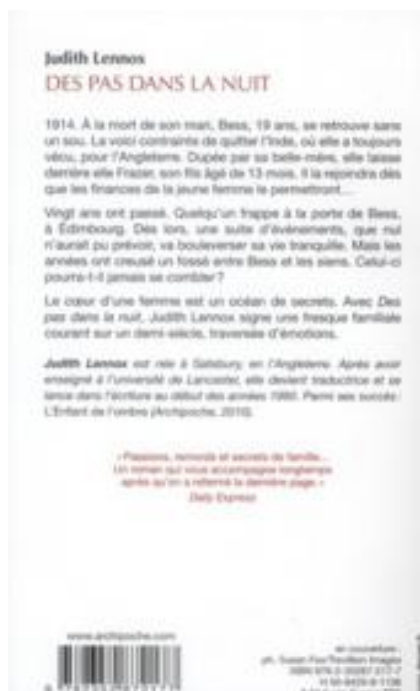 Judith Lennox
DES PAS DANS LA NUIT
1914. À la mort de son mari, Bess, 19 ans, se retrouve sans
un sou. La voici contrainte de quitter l'Inde, où elle a toujours
vécu, pour l'Angleterre. Dupée par sa belle-mère, elle laisse
derrière elle Frazer, son fils âgé de 13 mois. Il la rejoindra dès
que les finances de la jeune femme le permettront...
Vingt ans ont passé. Quelqu'un frappe à la porte de Bess,
à Édimbourg. Dès lors, une suite d'événements, que nul
n'aurait pu prévoir, va bouleverser sa vie tranquille. Mais les
années ont creusé un fossé entre Bess et les siens. Celui-ci
pourra-t-il jamais se combler ?
Le cœur d'une femme est un océan de secrets. Avec Des
pas dans la nuit, Judith Lennox signe une fresque familiale
courant sur un demi-siècle, traversée d'émotions.
Judith Lennox est née à Salisbury, en l'Angleterre. Après avoir
enseigné à l'université de Lancaster, elle devient traductrice et se
lance dans l'écriture au début des années 1980. Parmi ses succès :
L'Enfant de l'ombre (Archipoche, 2010).
« Passions, remords et secrets de famille...
Un roman qui vous accompagne longtemps
après qu'on a refermé la dernière page. »
Daily Express
www.archipoche.com
en couverture :